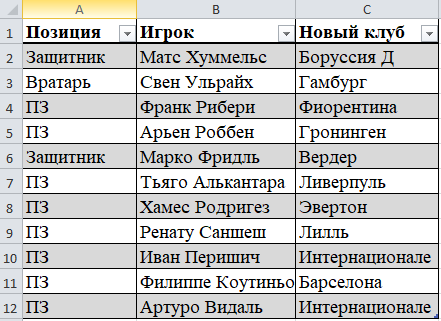 A B C
1 Позиция Игрок Новый клуб
2 Защитник Матс Хуммельс Боруссия Д
3 Вратарь Свен Ульрайх Гамбург
4 ПЗ Франк Рибери Фиорентина
5 ПЗ Арьен Роббен Гронинген
6 Защитник Марко Фридль Вердер
7 ПЗ Тьяго Алькантара Ливерпуль
8 ПЗ Хамес Родригез Эвертон
9 ПЗ Ренату Саншеш Лилль
10 ПЗ Иван Перишич Интернационале
11 ПЗ Филиппе Коутиньо Барселона
12 ПЗ Артуро Видаль Интернационале